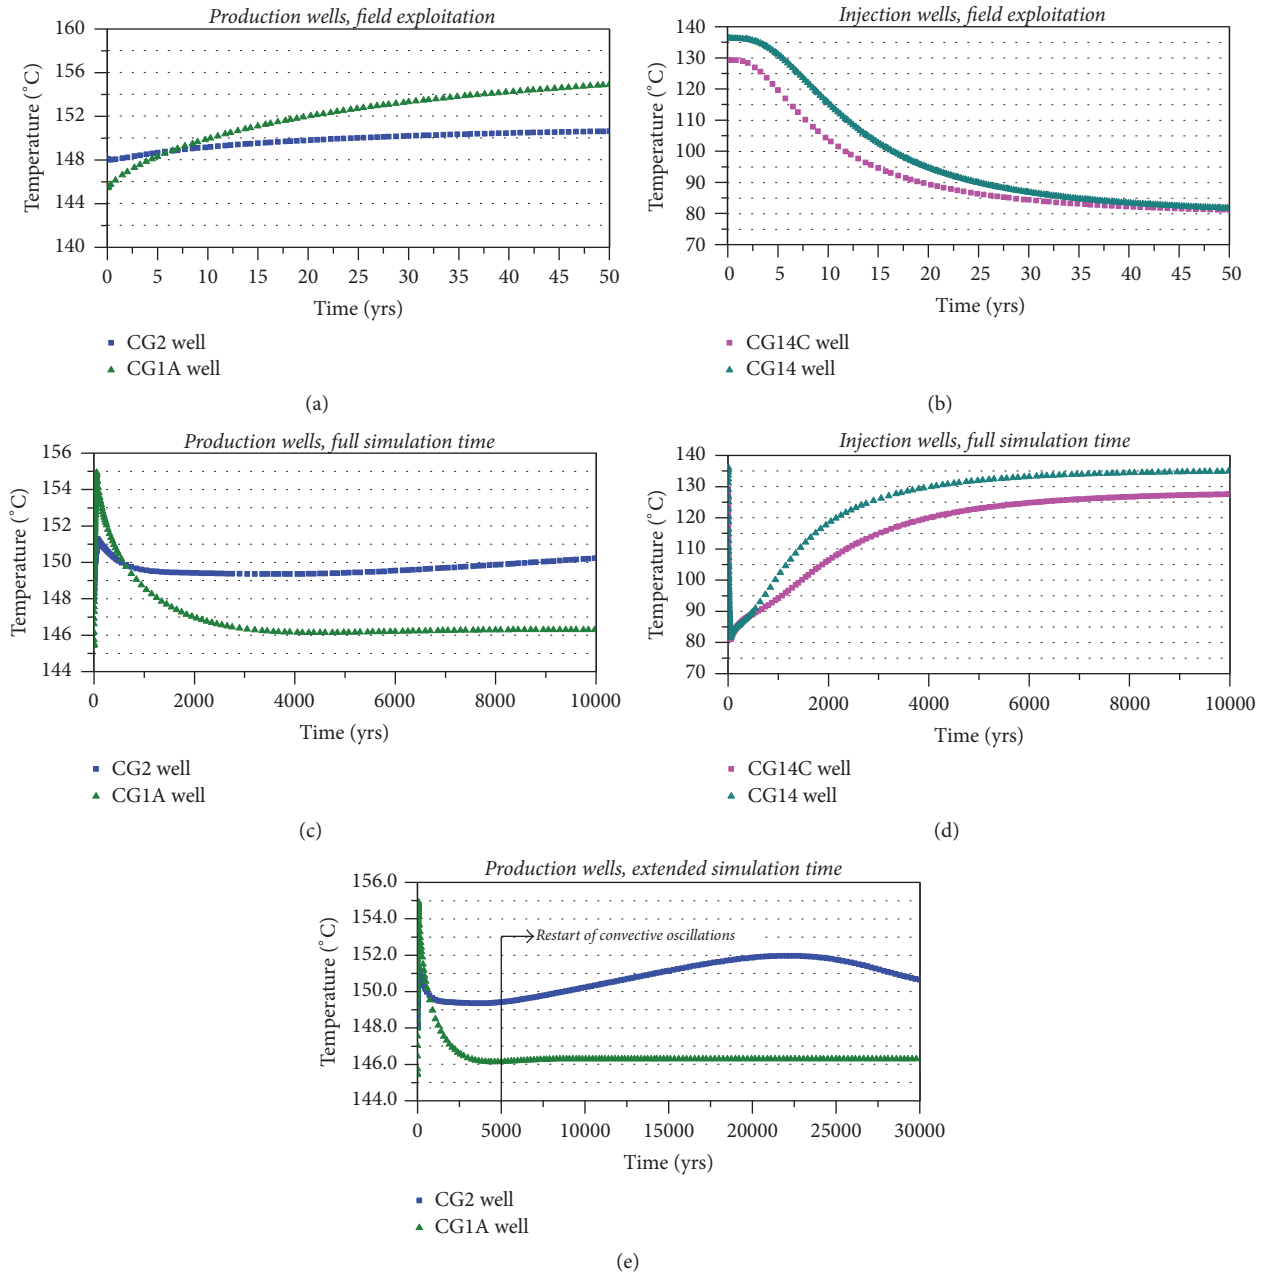 Production wells, field exploitation
160
156
152
148
144
140
Temperature (°C)
0 5 10 15 20 25 30 35 40 45 50
Time (yrs)
CG2 well
CG1A well
(a)
Injection wells, field exploitation
140
130
120
110
100
90
80
70
Temperature (°C)
0 5 10 15 20 25 30 35 40 45 50
Time (yrs)
CG14C well
CG14 well
(b)
Production wells, full simulation time
156
154
152
150
148
146
144
Temperature (°C)
0 2000 4000 6000 8000 10000
Time (yrs)
CG2 well
CG1A well
(c)
Injection wells, full simulation time
140
130
120
110
100
90
80
70
Temperature (°C)
0 2000 4000 6000 8000 10000
Time (yrs)
CG14C well
CG14 well
(d)
Production wells, extended simulation time
156.0
154.0
152.0
150.0
148.0
146.0
144.0
Temperature (°C)
Restart of convective oscillations
0 5000 10000 15000 20000 25000 30000
Time (yrs)
CG2 well
CG1A well
(e)